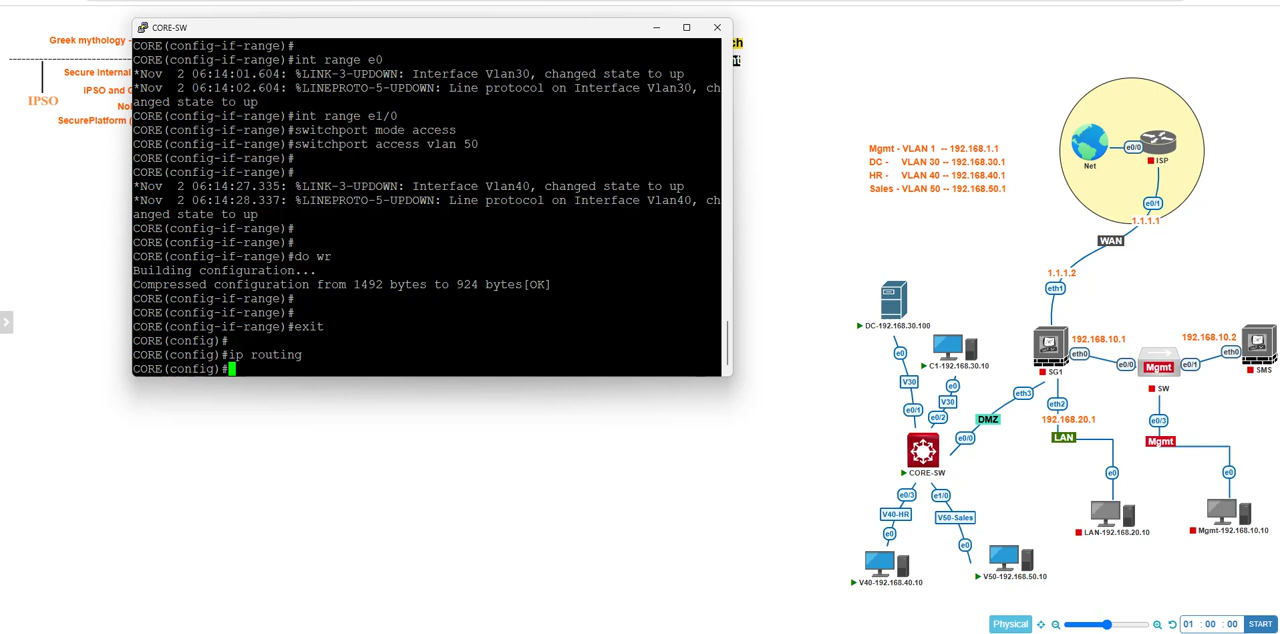 Greek mythology -
Secure Internal
IPSO and
IPSO
SecurePlatform (
CORE-SW
CORE(config-if-range)#
CORE(config-if-range)#int range e0
*Nov  2 06:14:01.604: %LINK-3-UPDOWN: Interface Vlan30, changed state to up
*Nov  2 06:14:02.604: %LINEPROTO-5-UPDOWN: Line protocol on Interface Vlan30, ch
anged state to up
CORE(config-if-range)#int range e1/0
CORE(config-if-range)#switchport mode access
CORE(config-if-range)#switchport access vlan 50
CORE(config-if-range)#
CORE(config-if-range)#
*Nov  2 06:14:27.335: %LINK-3-UPDOWN: Interface Vlan40, changed state to up
*Nov  2 06:14:28.337: %LINEPROTO-5-UPDOWN: Line protocol on Interface Vlan40, ch
anged state to up
CORE(config-if-range)#
CORE(config-if-range)#
CORE(config-if-range)#do wr
Building configuration...
Compressed configuration from 1492 bytes to 924 bytes[OK]
CORE(config-if-range)#
CORE(config-if-range)#
CORE(config-if-range)#exit
CORE(config)#
CORE(config)#ip routing
CORE(config)#
Mgmt - VLAN 1 -- 192.168.1.1
DC - VLAN 30 -- 192.168.30.1
HR - VLAN 40 -- 192.168.40.1
Sales - VLAN 50 -- 192.168.50.1
Net
e0/0
ISP
e0/1
1.1.1.1
WAN
1.1.1.2
eth1
DC-192.168.30.100
e0
C1-192.168.30.10
e0
V30
V30
e0/1
e0/2
SG1
192.168.10.1
eth0
e0/0
Mgmt
e0/1
192.168.10.2
eth0
SMS
SW
eth3
eth2
DMZ
e0/0
192.168.20.1
LAN
e0/3
Mgmt
CORE-SW
e0
e0
e0/3
e1/0
V40-HR
V50-Sales
e0
e0
LAN-192.168.20.10
Mgmt-192.168.10.10
V40-192.168.40.10
V50-192.168.50.10
Physical
01 : 00 : 00
START